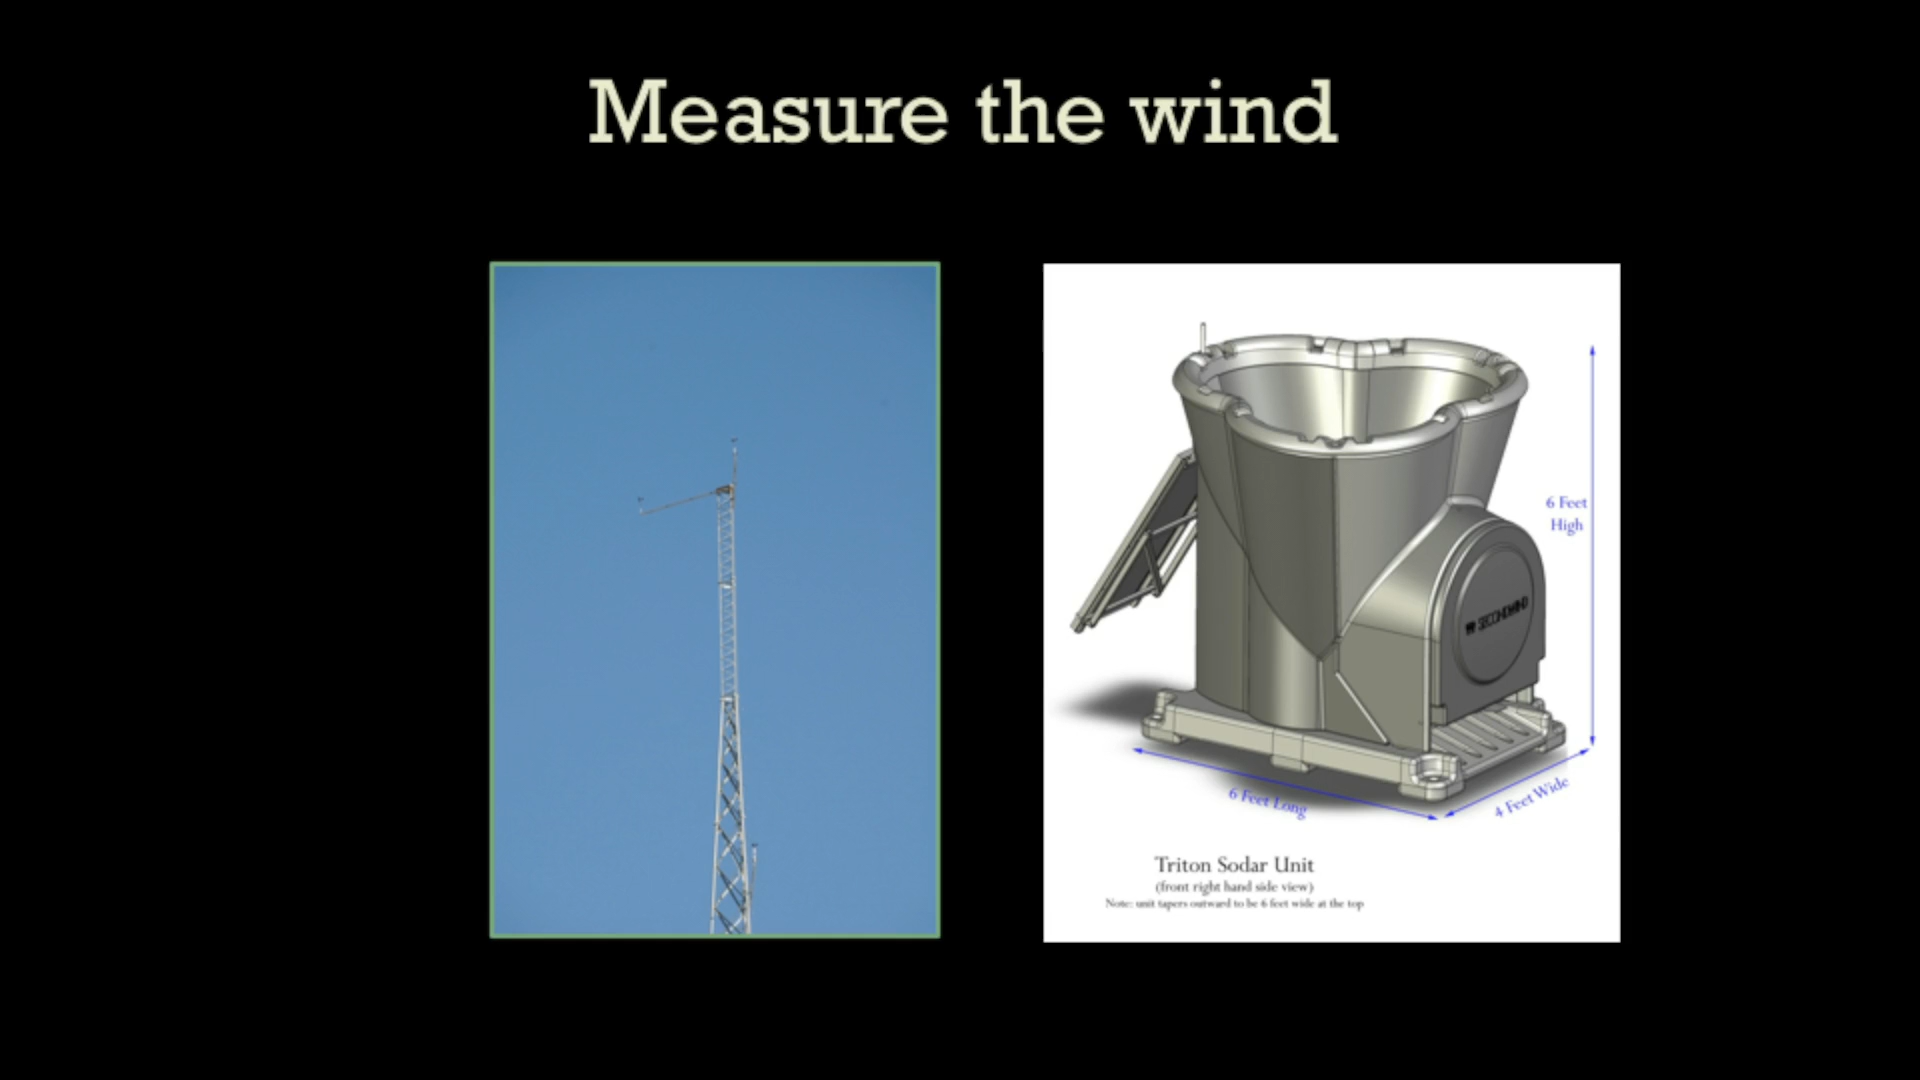 Measure the wind
6 Feet
High
SECONDWIND
6 Feet Long
4 Feet Wide
Triton Sodar Unit
(front right hand side view)
Note: unit tapers outward to be 6 feet wide at the top